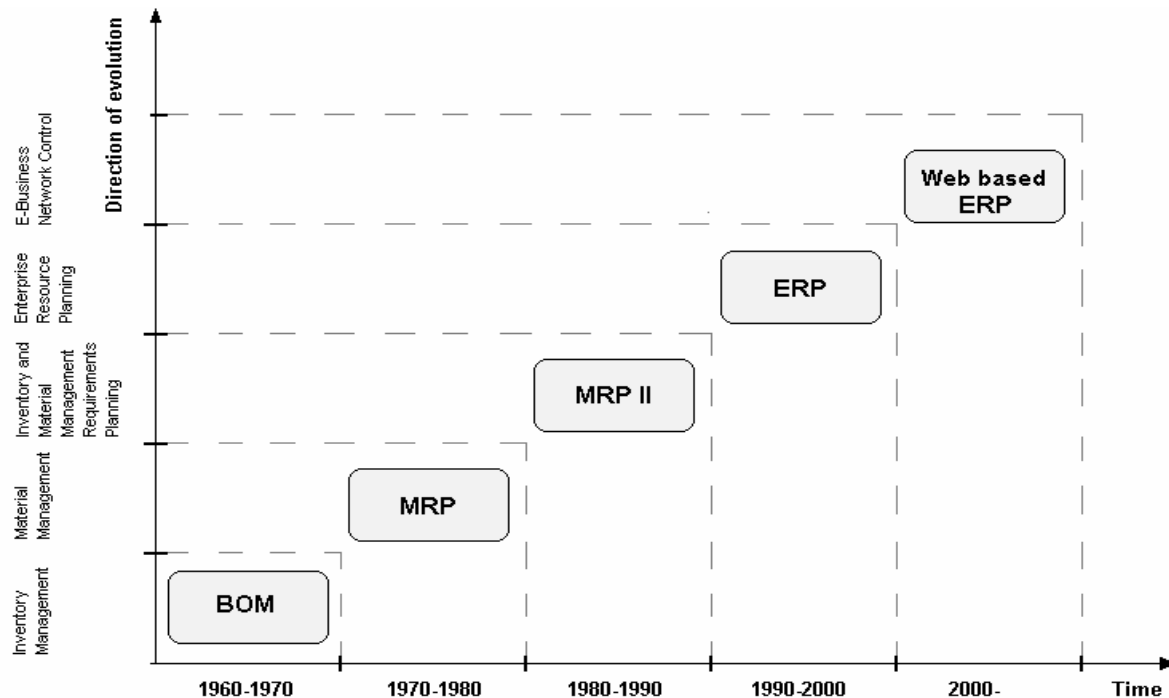 Direction of evolution
E-Business
Network Control
Enterprise
Resource
Planning
Inventory and
Material
Management
Requirements
Planning
Material
Management
Inventory
Management
Web based
ERP
ERP
MRP II
MRP
BOM
1960-1970
1970-1980
1980-1990
1990-2000
2000-
Time